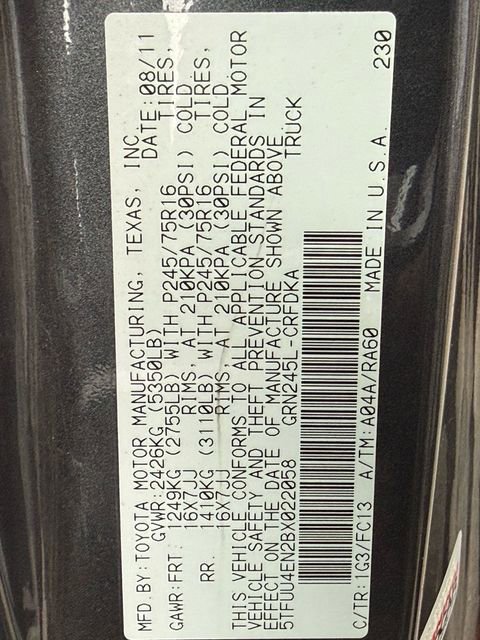 MFD.BY:TOYOTA MOTOR MANUFACTURING, TEXAS, INC.
GVWR:2426KG (5350LB) DATE:08/11
GAWR:FRT: 1249KG (2755LB) WITH P245/75R16 TIRES,
16X7JJ RIMS, AT 210KPA (30PSI) COLD
RR. 1410KG (3110LB) WITH P245/75R16 TIRES,
16X7JJ RIMS, AT 210KPA (30PSI) COLD
THIS VEHICLE CONFORMS TO ALL APPLICABLE FEDERAL MOTOR
VEHICLE SAFETY AND THEFT PREVENTION STANDARDS IN
EFFECT ON THE DATE OF MANUFACTURE SHOWN ABOVE
5TFJU4EN2BX022058 GRN245L-CRFDKA TRUCK
C/TR:1G3/FC13 A/TM:A04A/RA60 MADE IN U.S.A. 230